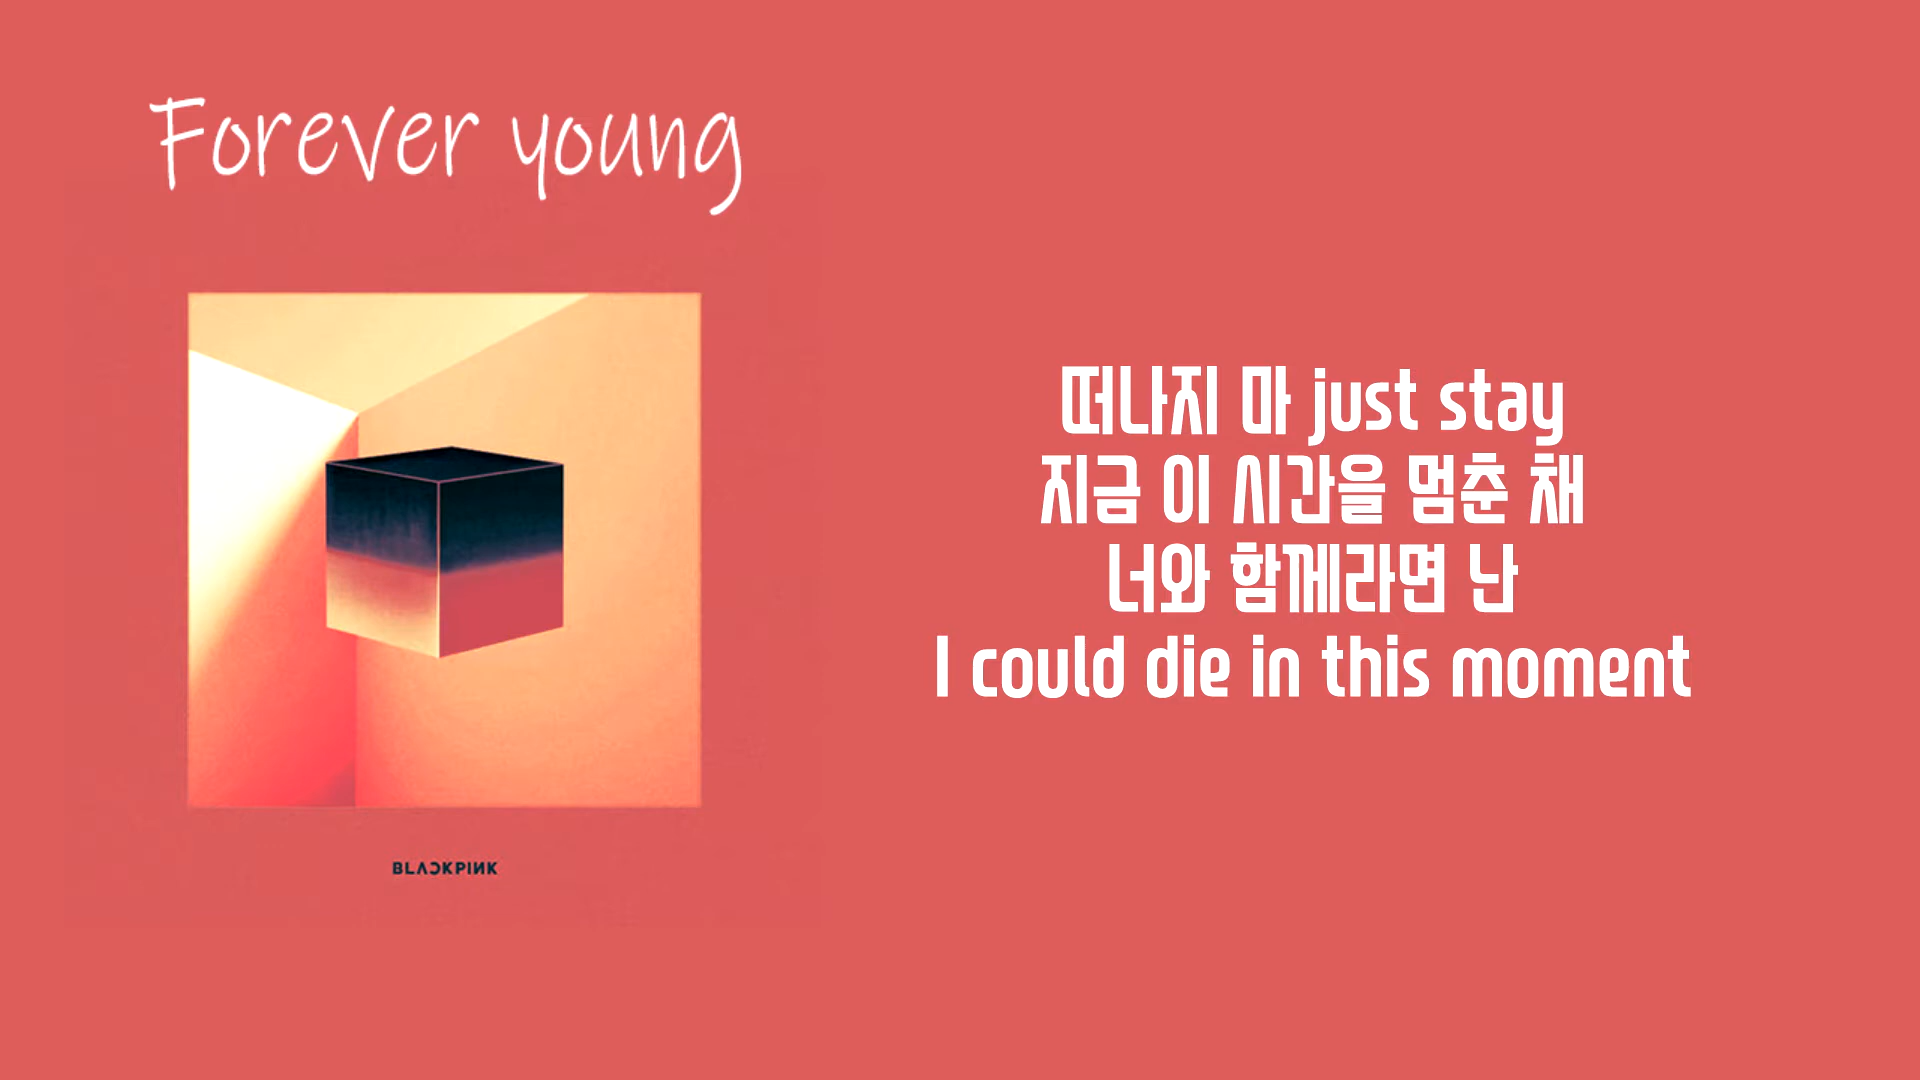 Forever young
BLACKPINK
떠나지 마 just stay
지금 이 시간을 멈춘 채
너와 함께라면 난
I could die in this moment